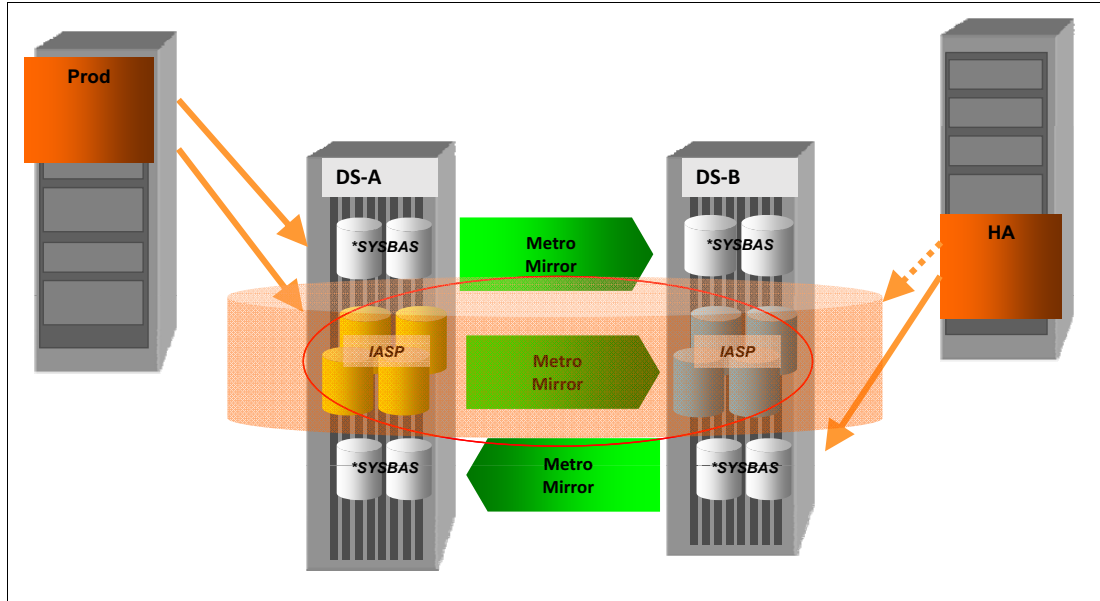 Prod
HA
DS-A
DS-B
*SYSBAS
Metro
Mirror
*SYSBAS
IASP
Metro
Mirror
IASP
*SYSBAS
Metro
Mirror
*SYSBAS